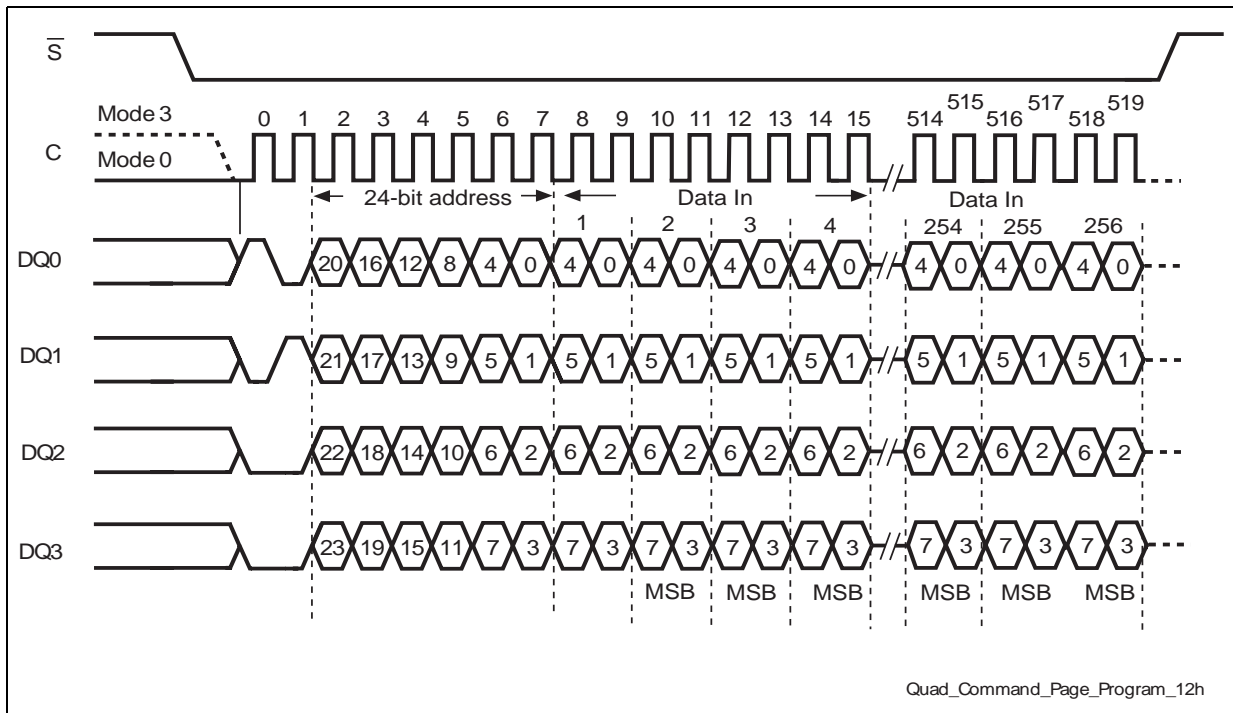 S
515 517 519
Mode 3 0 1 2 3 4 5 6 7 8 9 10 11 12 13 14 15 514 516 518
C
Mode 0
24-bit address Data In Data In
1 2 3 4 254 255 256
DQ0 20 16 12 8 4 0 4 0 4 0 4 0 4 0 4 0 4 0 4 0
DQ1 21 17 13 9 5 1 5 1 5 1 5 1 5 1 5 1 5 1 5 1
DQ2 22 18 14 10 6 2 6 2 6 2 6 2 6 2 6 2 6 2 6 2
DQ3 23 19 15 11 7 3 7 3 7 3 7 3 7 3 7 3 7 3 7 3
MSB MSB MSB MSB MSB MSB
Quad_Command_Page_Program_12h